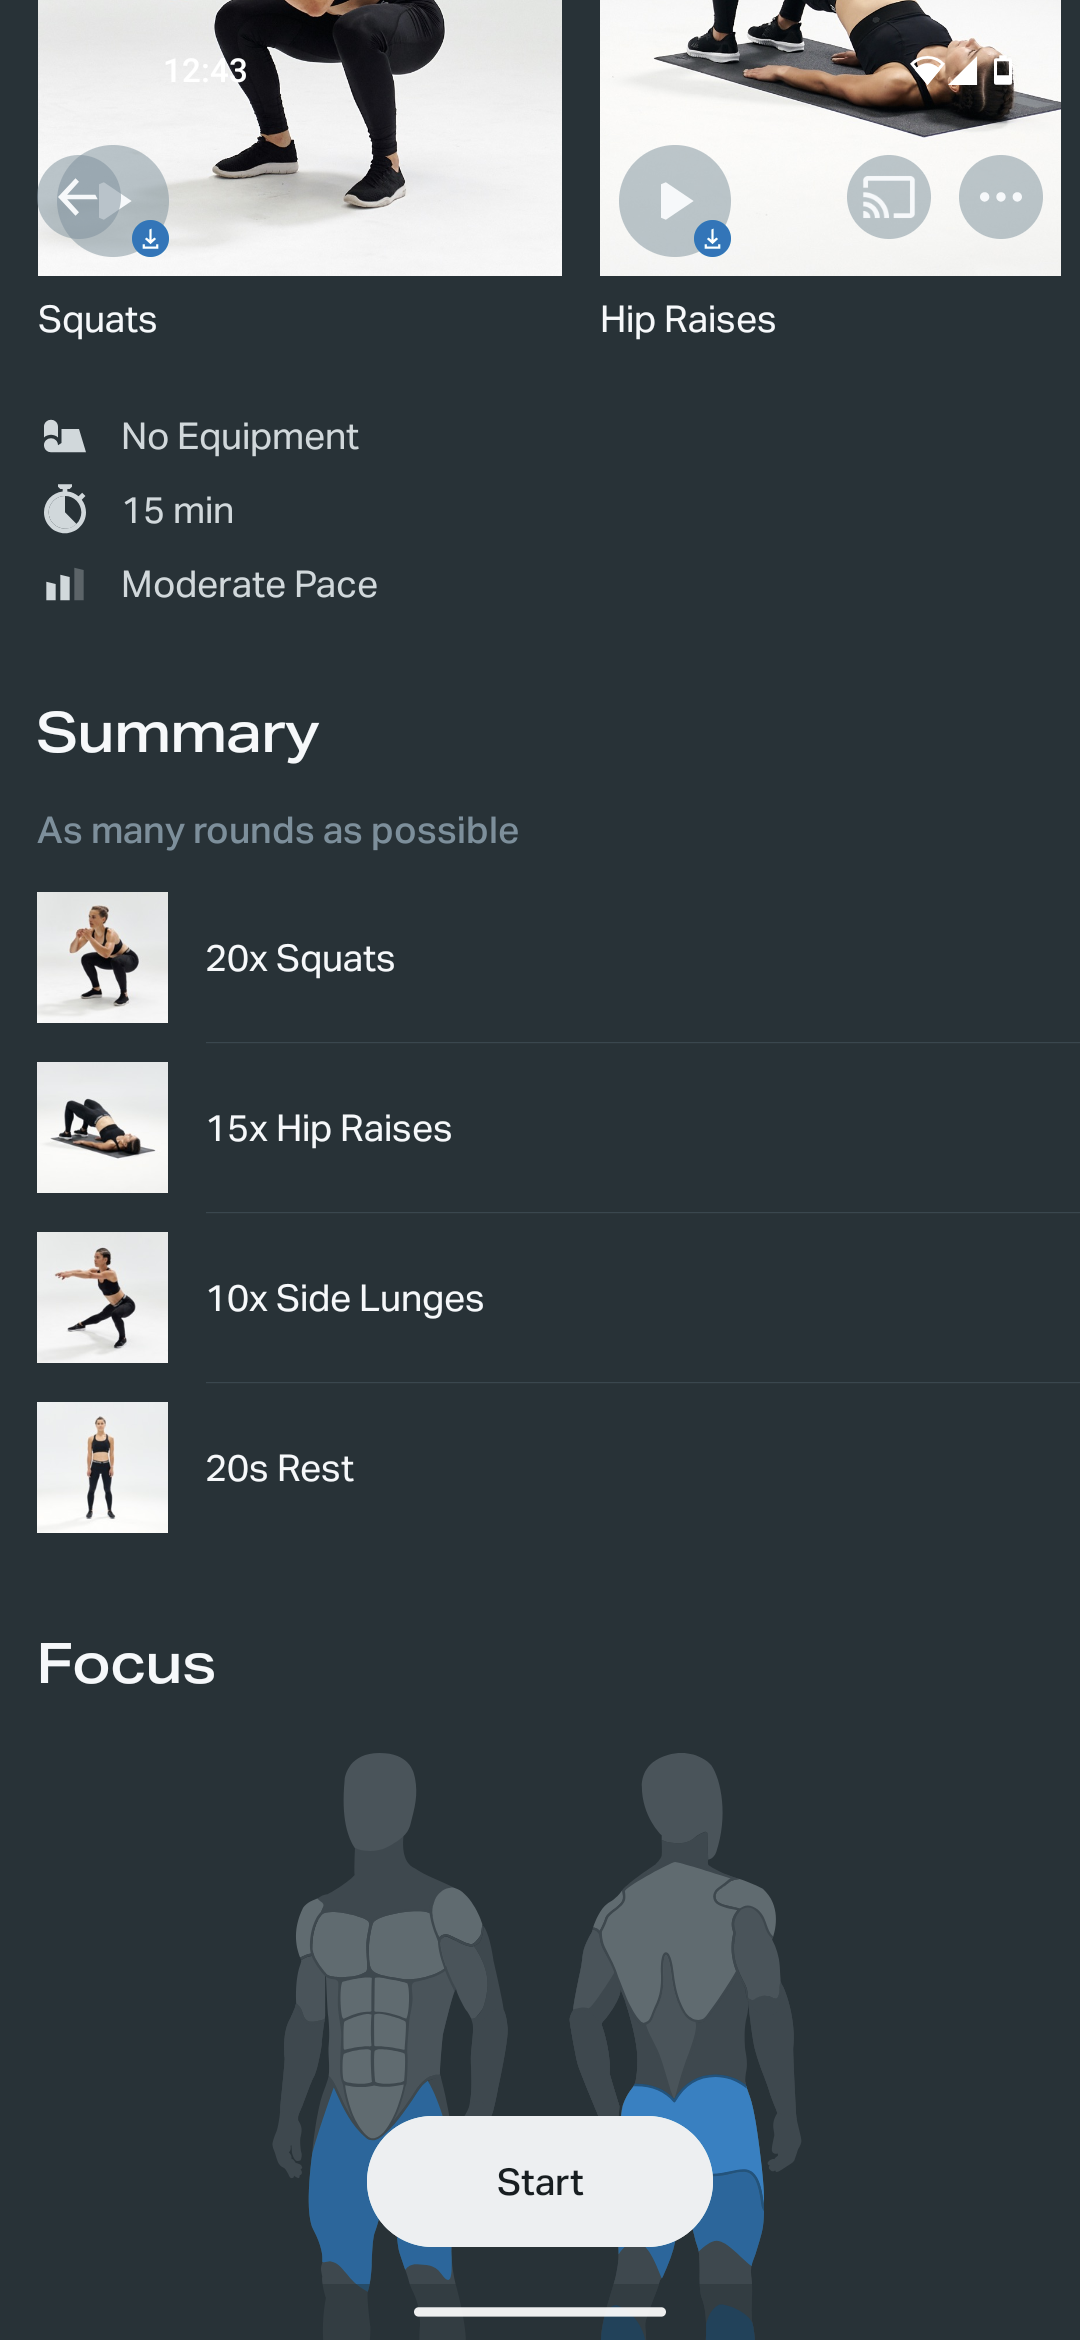 12:43
Squats
Hip Raises
No Equipment
15 min
Moderate Pace
Summary
As many rounds as possible
20x Squats
15x Hip Raises
10x Side Lunges
20s Rest
Focus
Start